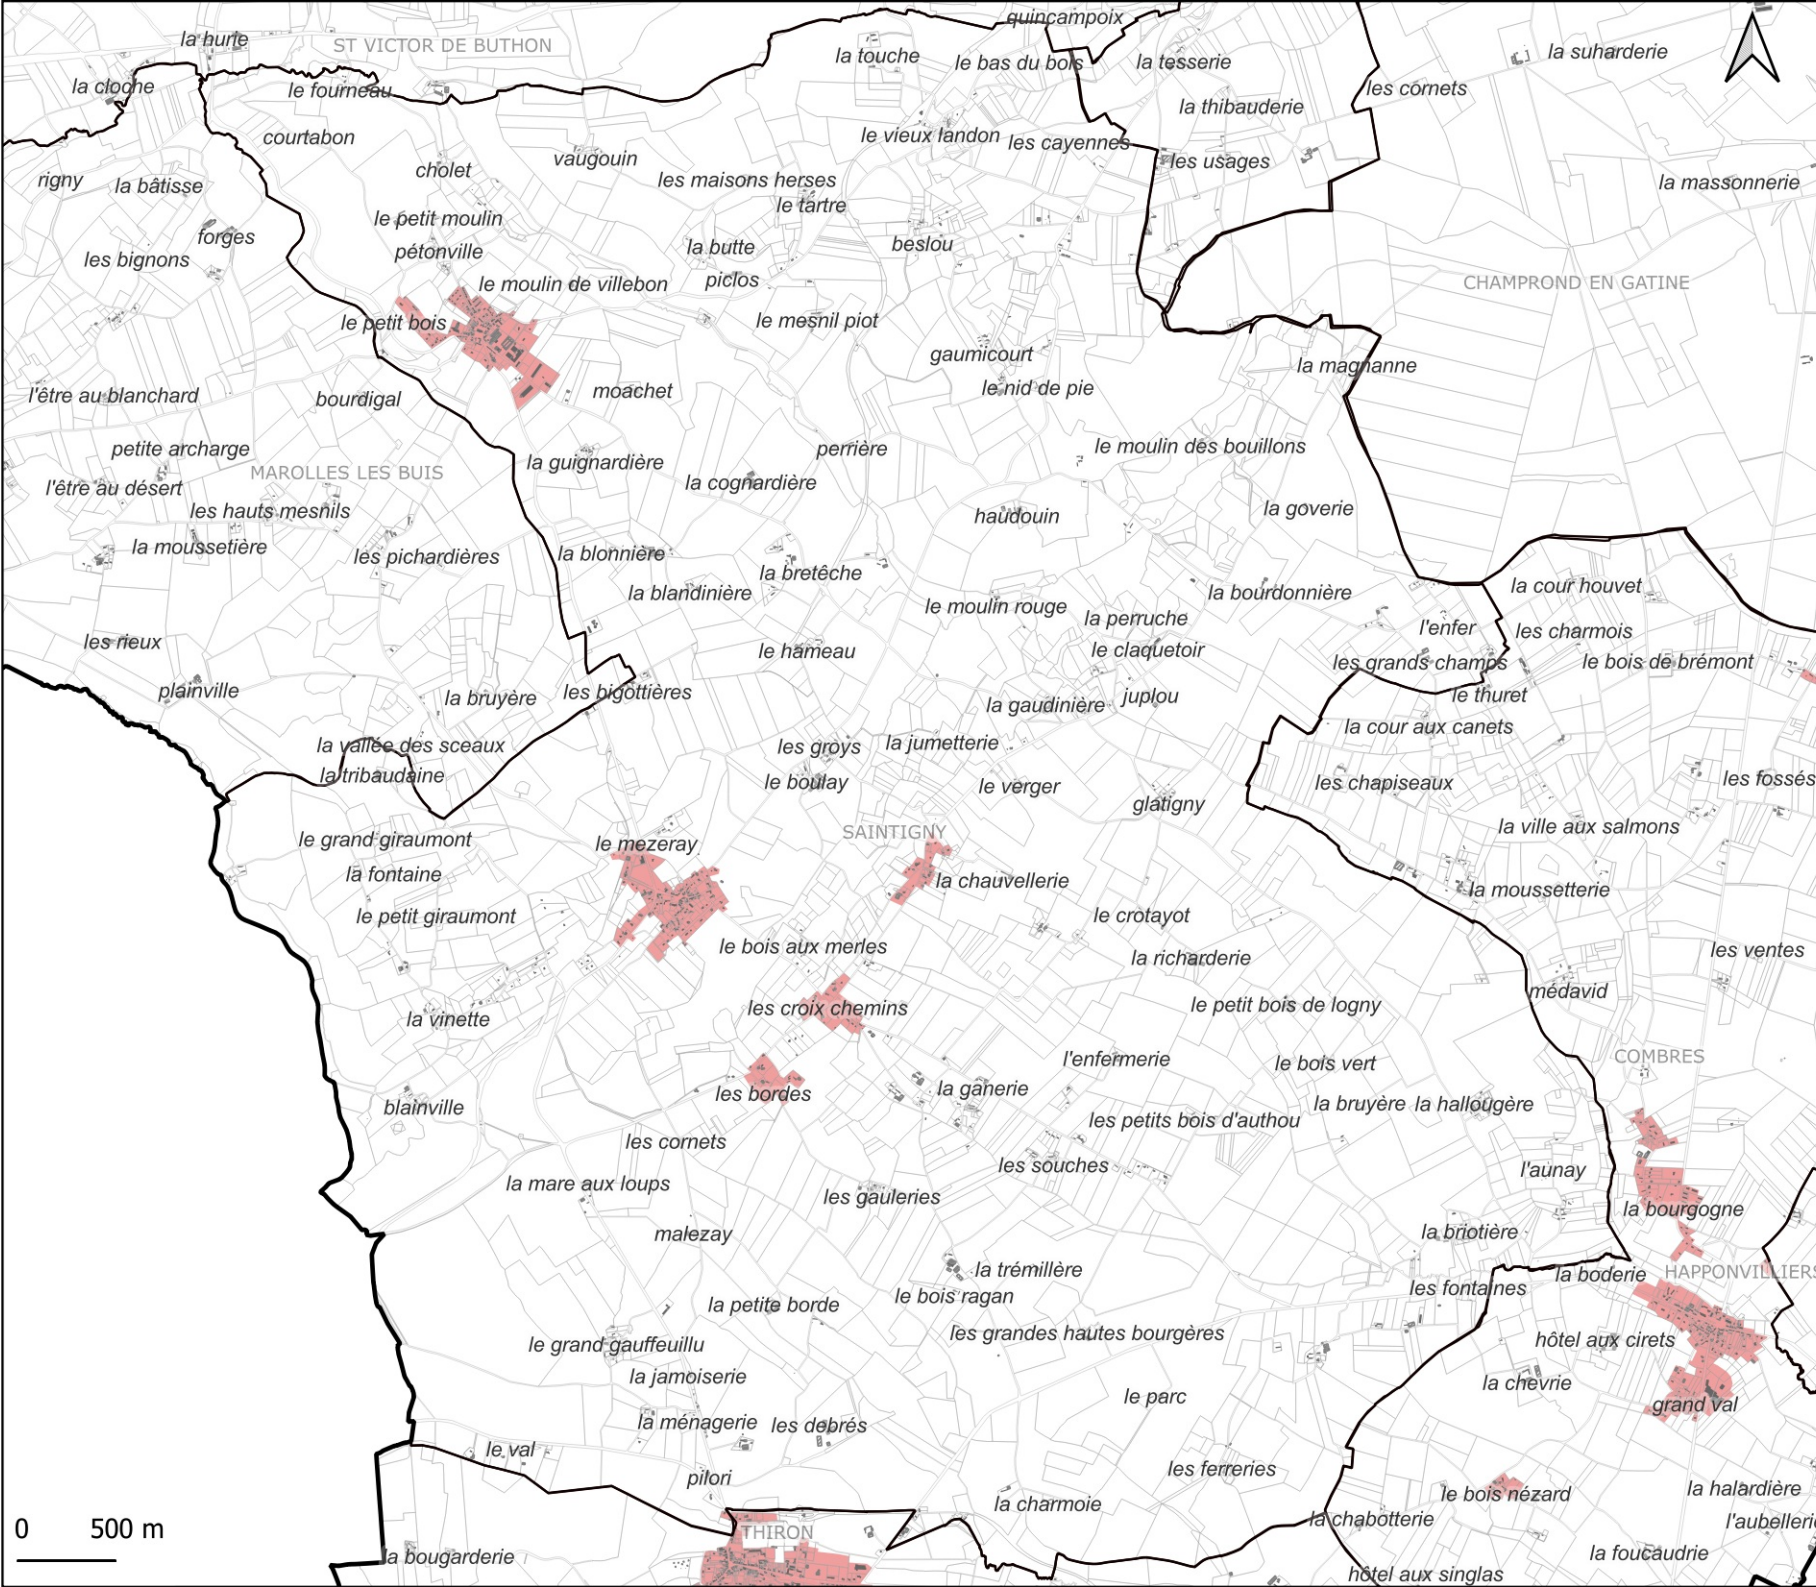 quincampoix
la hurie
ST VICTOR DE BUTHON
la touche
le bas du bois
la tesserie
la suharderie
la cloche
le fourneau
les cornets
la thibauderie
courtabon
le vieux landon
les cayennes
vaugouin
les usages
cholet
rigny
la bâtisse
les maisons herses
la massonnerie
le tartre
le petit moulin
forges
pétonville
la butte
beslou
les bignons
piclos
le moulin de villebon
CHAMPROND EN GATINE
le petit bois
le mesnil piot
gaumicourt
la magnanne
l'être au blanchard
bourdigal
moachet
le nid de pie
petite archarge
perrière
le moulin des bouillons
MAROLLES LES BUIS
la guignardière
la cognardière
l'être au désert
les hauts mesnils
haudouin
la goverie
la moussetière
les pichardières
la blonnière
la bretêche
la blandinière
la bourdonnière
la cour houvet
le moulin rouge
la perruche
l'enfer
les charmois
les rieux
le hameau
le claquetoir
les grands champs
le bois de brémont
plainville
la bruyère
les bigottières
la gaudinière
juplou
le thuret
la cour aux canets
la vallée des sceaux
les groys
la jumetterie
la tribaudaine
le boulay
le verger
les chapiseaux
les fossés
glatigny
SAINTIGNY
la ville aux salmons
le grand giraumont
le mezeray
la fontaine
la chauvellerie
la moussetterie
le petit giraumont
le crotayot
le bois aux merles
la richarderie
les ventes
médavid
les croix chemins
le petit bois de logny
la vinette
l'enfermerie
le bois vert
COMBRES
les bordes
la ganerie
blainville
la bruyère
la hallougère
les petits bois d'authou
les cornets
les souches
l'aunay
la mare aux loups
les gauleries
la bourgogne
malezay
la briotière
la trémillère
la boderie
HAPPONVILLIERS
les fontaines
le bois ragan
la petite borde
les grandes hautes bourgères
hôtel aux cirets
le grand gauffeuillu
la jamoiserie
la chevrie
le parc
grand val
la ménagerie
les debrés
le val
les ferreries
pilori
la halardière
le bois nézard
la charmoie
la chabotterie
l'aubellerie
0 500 m
THIRON
la bougarderie
la foucaudrie
hôtel aux singlas